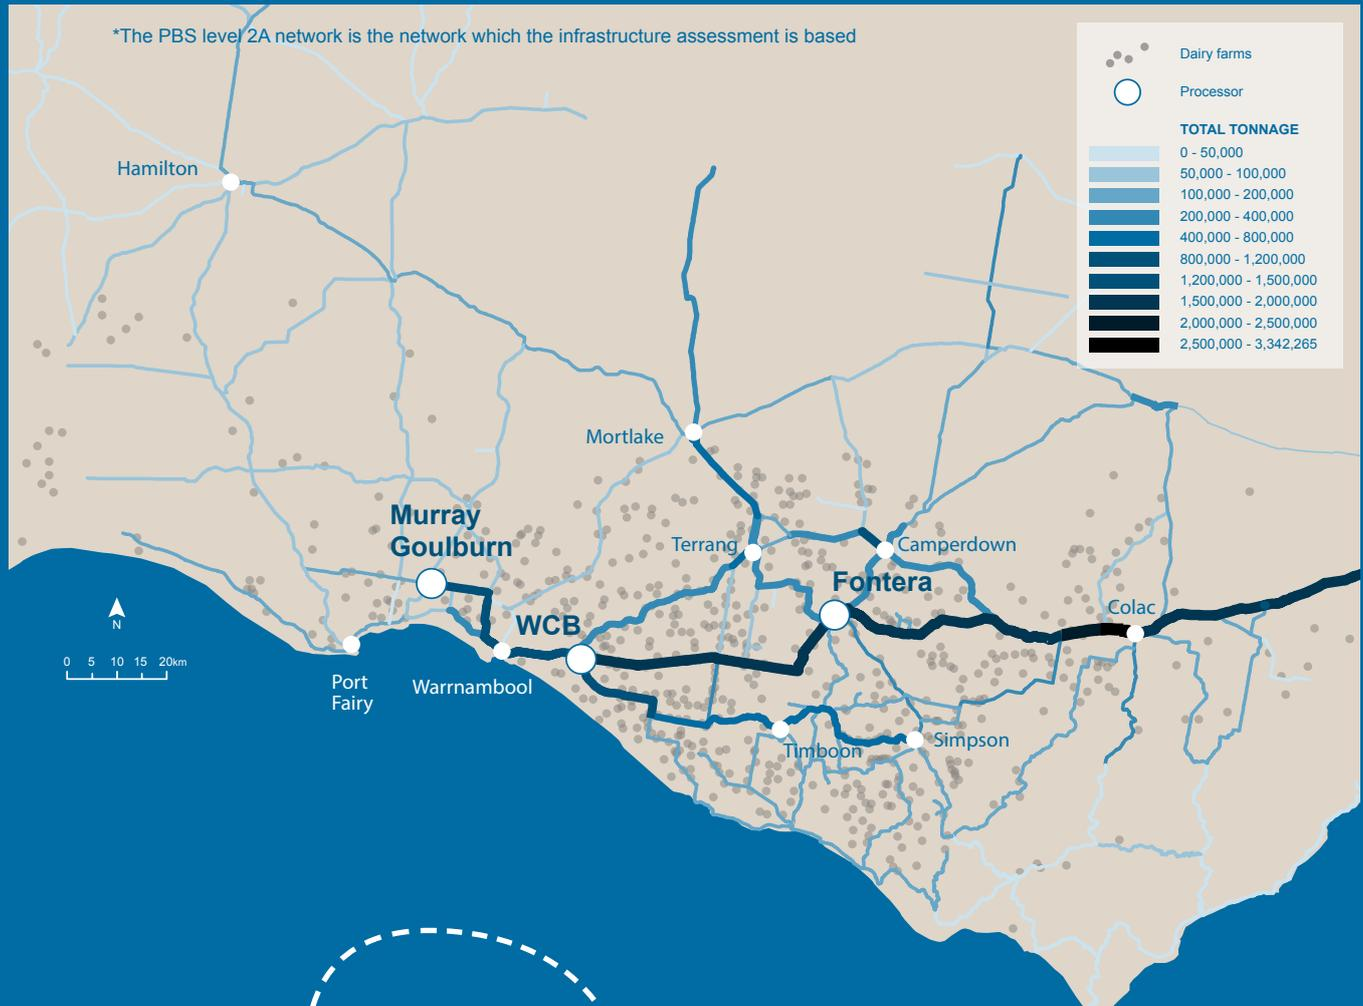 *The PBS level 2A network is the network which the infrastructure assessment is based
Dairy farms
Processor
TOTAL TONNAGE
0 - 50,000
50,000 - 100,000
100,000 - 200,000
200,000 - 400,000
400,000 - 800,000
800,000 - 1,200,000
1,200,000 - 1,500,000
1,500,000 - 2,000,000
2,000,000 - 2,500,000
2,500,000 - 3,342,265
Hamilton
Mortlake
Murray
Goulburn
Terrang
Camperdown
Fontera
Colac
WCB
N
0 5 10 15 20km
Port
Fairy
Warrnambool
Timboon
Simpson